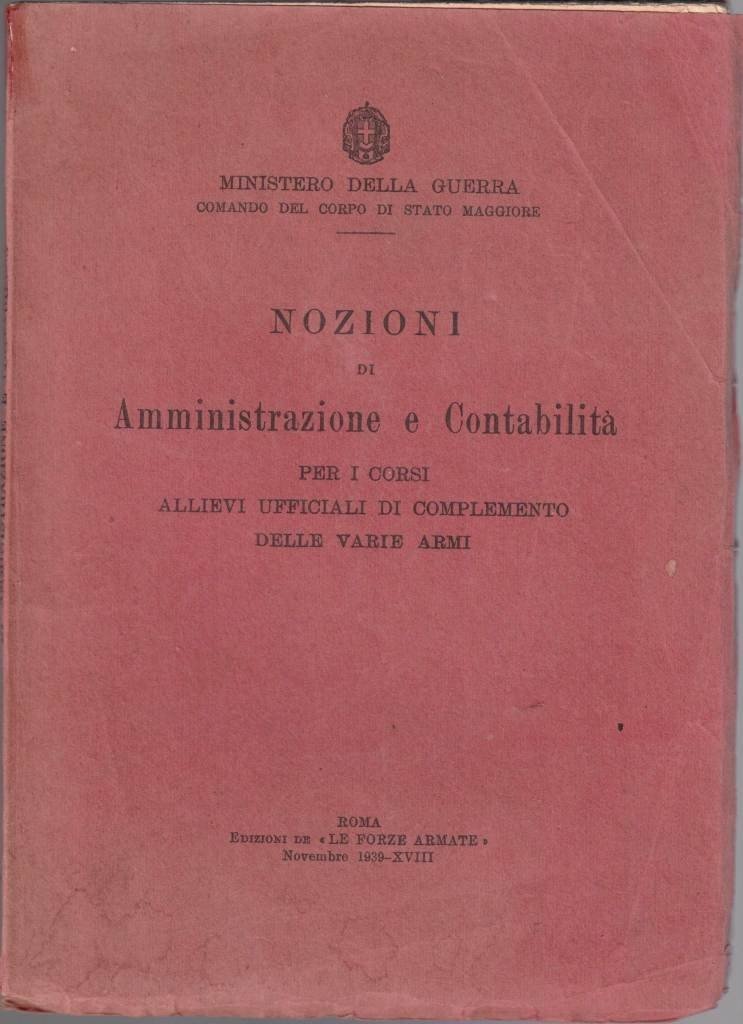 MINISTERO DELLA GUERRA
COMANDO DEL CORPO DI STATO MAGGIORE
NOZIONI
DI
Amministrazione e Contabilità
PER I CORSI
ALLIEVI UFFICIALI DI COMPLEMENTO
DELLE VARIE ARMI
ROMA
EDIZIONI DE «LE FORZE ARMATE»
Novembre 1939-XVIII